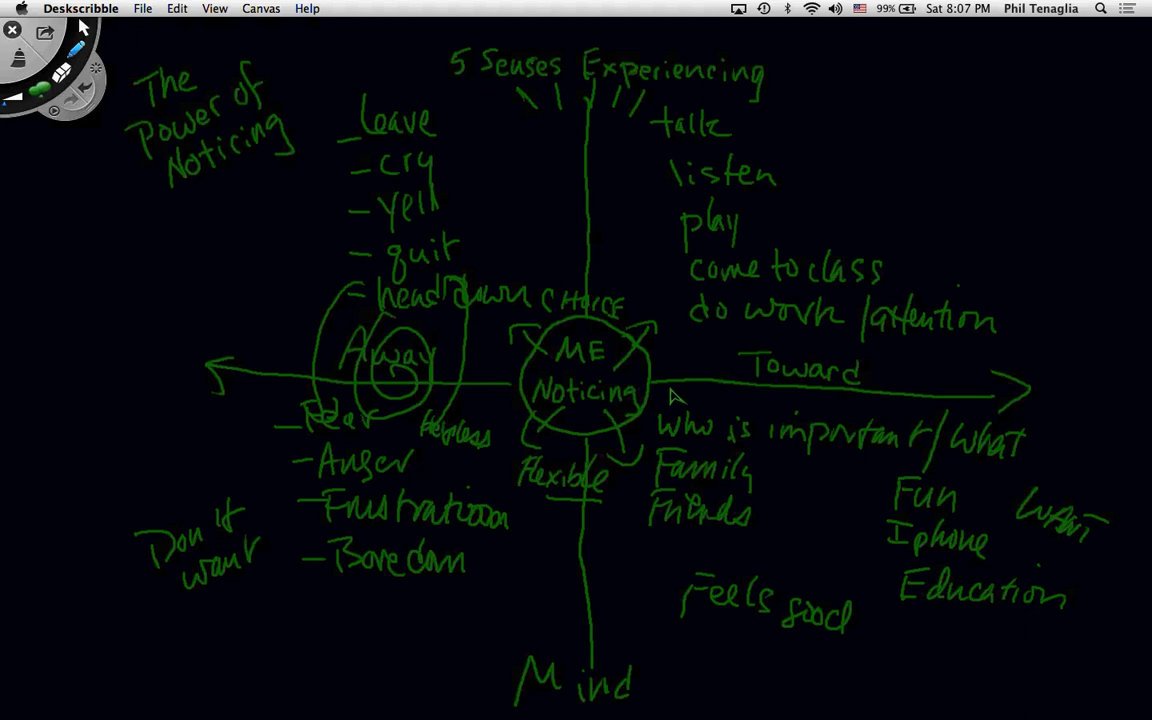 Deskscribble File Edit View Canvas Help
99% Sat 8:07 PM Phil Tenaglia
The Power of Noticing
5 Senses Experiencing
Leave
– cry
– yell
– quit
– head down
talk
listen
play
come to class
do work / attention
CHOICE
ME
Noticing
Flexible
Away
Toward
– Fear
Helpless
– Anger
– Frustration
– Boredom
Don't want
Who is important / What
Family
Friends
Fun
Iphone
Education
Want
Feels good
Mind